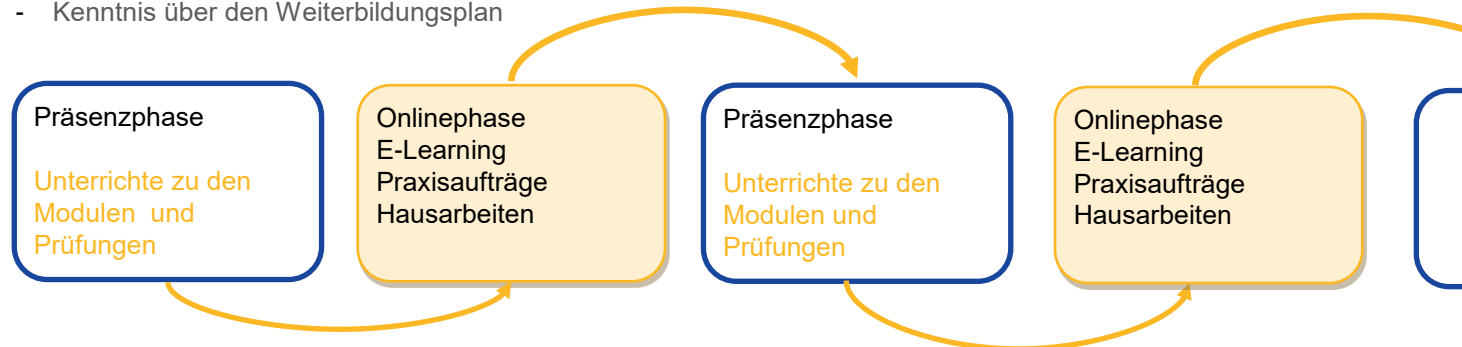 - Kenntnis über den Weiterbildungsplan
Präsenzphase
Unterrichte zu den
Modulen und
Prüfungen
Onlinephase
E-Learning
Praxisaufträge
Hausarbeiten
Präsenzphase
Unterrichte zu den
Modulen und
Prüfungen
Onlinephase
E-Learning
Praxisaufträge
Hausarbeiten